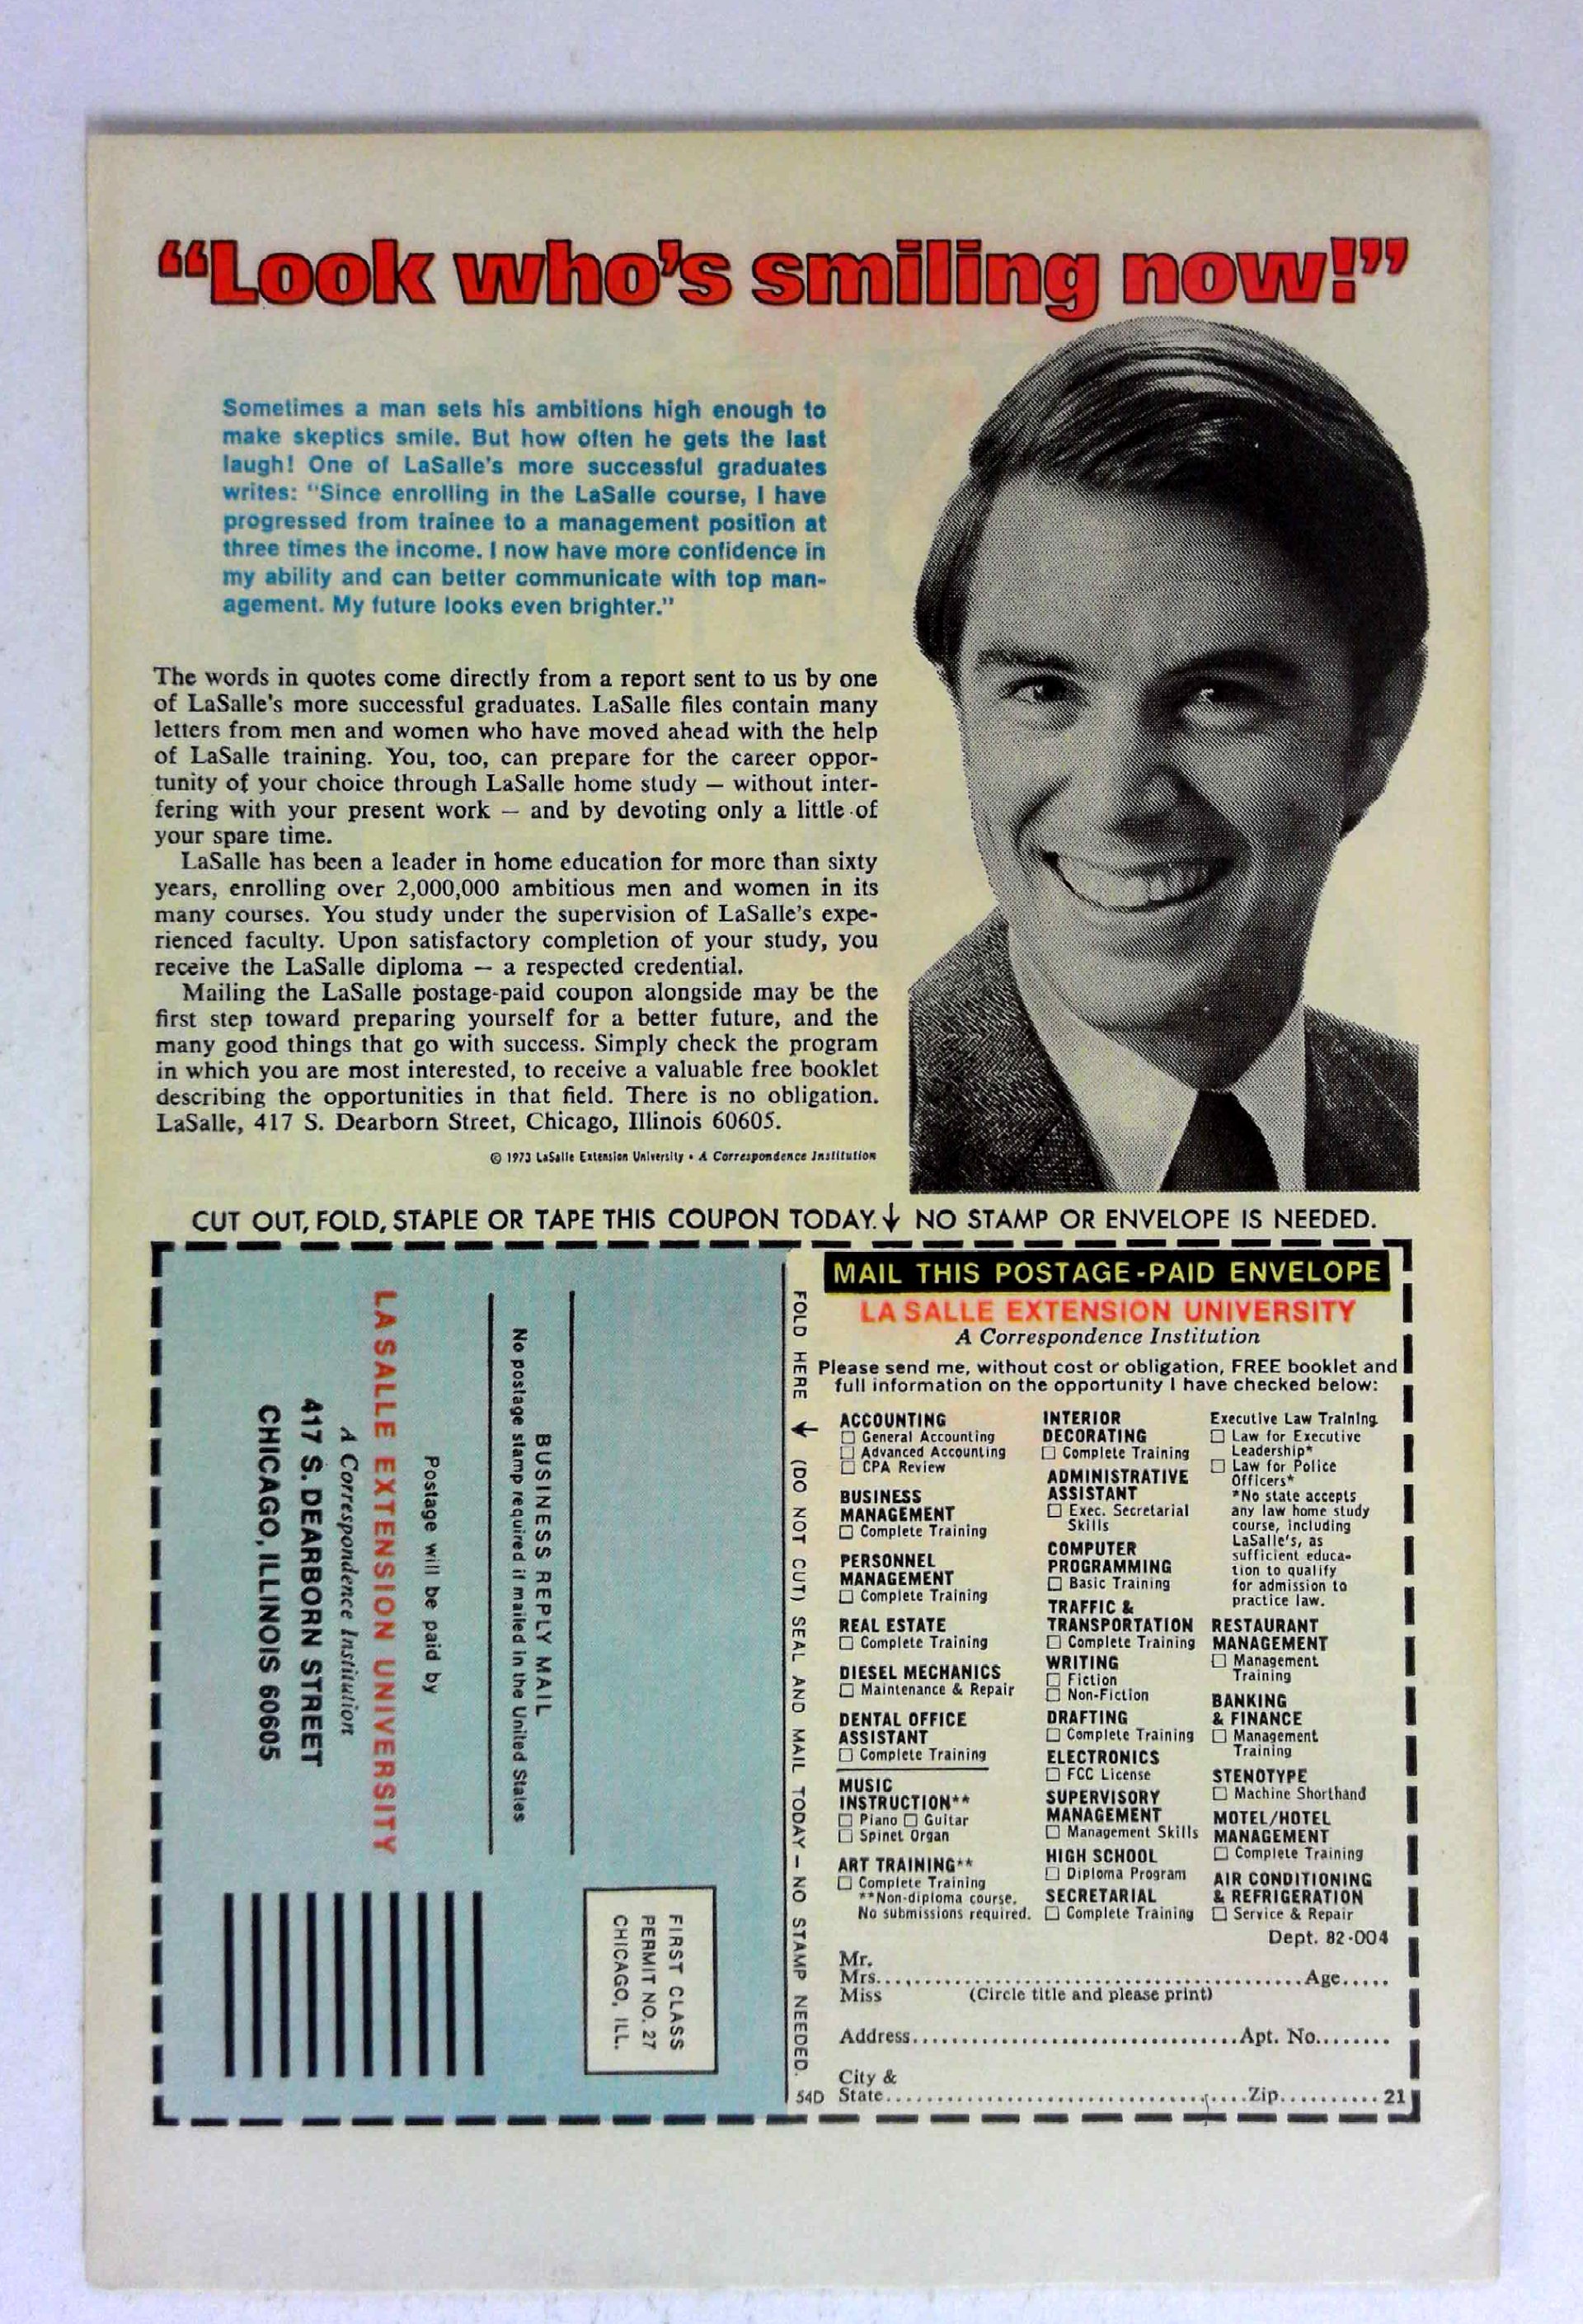 “Look who’s smiling now!”
Sometimes a man sets his ambitions high enough to
make skeptics smile. But how often he gets the last
laugh! One of LaSalle’s more successful graduates
writes: “Since enrolling in the LaSalle course, I have
progressed from trainee to a management position at
three times the income. I now have more confidence in
my ability and can better communicate with top man-
agement. My future looks even brighter.”
The words in quotes come directly from a report sent to us by one
of LaSalle’s more successful graduates. LaSalle files contain many
letters from men and women who have moved ahead with the help
of LaSalle training. You, too, can prepare for the career oppor-
tunity of your choice through LaSalle home study — without inter-
fering with your present work — and by devoting only a little of
your spare time.
LaSalle has been a leader in home education for more than sixty
years, enrolling over 2,000,000 ambitious men and women in its
many courses. You study under the supervision of LaSalle’s expe-
rienced faculty. Upon satisfactory completion of your study, you
receive the LaSalle diploma — a respected credential.
Mailing the LaSalle postage-paid coupon alongside may be the
first step toward preparing yourself for a better future, and the
many good things that go with success. Simply check the program
in which you are most interested, to receive a valuable free booklet
describing the opportunities in that field. There is no obligation.
LaSalle, 417 S. Dearborn Street, Chicago, Illinois 60605.
© 1973 LaSalle Extension University • A Correspondence Institution
CUT OUT, FOLD, STAPLE OR TAPE THIS COUPON TODAY.↓ NO STAMP OR ENVELOPE IS NEEDED.
FIRST CLASS
PERMIT NO. 27
CHICAGO, ILL.
BUSINESS REPLY MAIL
No postage stamp required if mailed in the United States
Postage will be paid by
LA SALLE EXTENSION UNIVERSITY
A Correspondence Institution
417 S. DEARBORN STREET
CHICAGO, ILLINOIS 60605
FOLD HERE ← (DO NOT CUT) SEAL AND MAIL TODAY — NO STAMP NEEDED.
54D
MAIL THIS POSTAGE-PAID ENVELOPE
LA SALLE EXTENSION UNIVERSITY
A Correspondence Institution
Please send me, without cost or obligation, FREE booklet and
full information on the opportunity I have checked below:
ACCOUNTING
☐ General Accounting
☐ Advanced Accounting
☐ CPA Review
BUSINESS
MANAGEMENT
☐ Complete Training
PERSONNEL
MANAGEMENT
☐ Complete Training
REAL ESTATE
☐ Complete Training
DIESEL MECHANICS
☐ Maintenance & Repair
DENTAL OFFICE
ASSISTANT
☐ Complete Training
MUSIC
INSTRUCTION**
☐ Piano ☐ Guitar
☐ Spinet Organ
ART TRAINING**
☐ Complete Training
**Non-diploma course.
No submissions required.
INTERIOR
DECORATING
☐ Complete Training
ADMINISTRATIVE
ASSISTANT
☐ Exec. Secretarial
Skills
COMPUTER
PROGRAMMING
☐ Basic Training
TRAFFIC &
TRANSPORTATION
☐ Complete Training
WRITING
☐ Fiction
☐ Non-Fiction
DRAFTING
☐ Complete Training
ELECTRONICS
☐ FCC License
SUPERVISORY
MANAGEMENT
☐ Management Skills
HIGH SCHOOL
☐ Diploma Program
SECRETARIAL
☐ Complete Training
Executive Law Training
☐ Law for Executive
Leadership*
☐ Law for Police
Officers*
*No state accepts
any law home study
course, including
LaSalle’s, as
sufficient educa-
tion to qualify
for admission to
practice law.
RESTAURANT
MANAGEMENT
☐ Management
Training
BANKING
& FINANCE
☐ Management
Training
STENOTYPE
☐ Machine Shorthand
MOTEL/HOTEL
MANAGEMENT
☐ Complete Training
AIR CONDITIONING
& REFRIGERATION
☐ Service & Repair
Dept. 82-004
Mr.
Mrs. Age
Miss (Circle title and please print)
Address Apt. No.
City &
State Zip 21